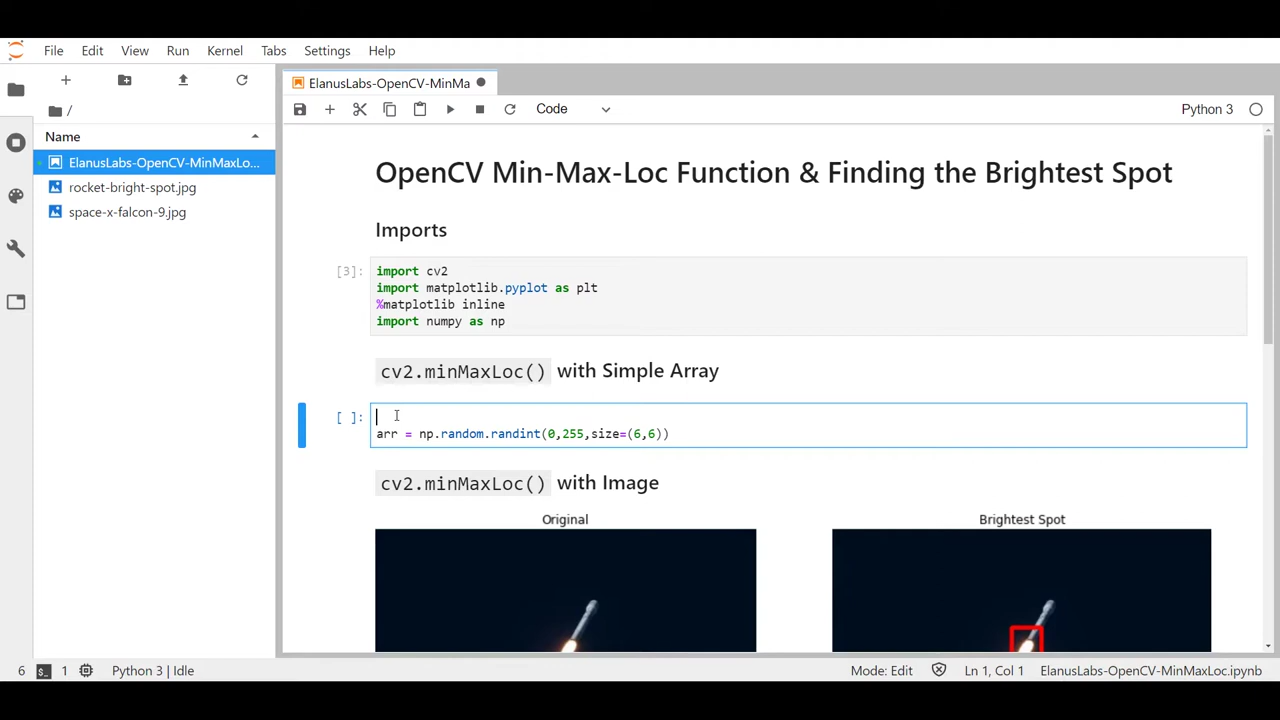 File Edit View Run Kernel Tabs Settings Help
ElanusLabs-OpenCV-MinMa
/
Code
Python 3
Name
ElanusLabs-OpenCV-MinMaxLo...
rocket-bright-spot.jpg
space-x-falcon-9.jpg
OpenCV Min-Max-Loc Function & Finding the Brightest Spot
Imports
[3]: import cv2
import matplotlib.pyplot as plt
%matplotlib inline
import numpy as np
cv2.minMaxLoc() with Simple Array
[ ]:
arr = np.random.randint(0,255,size=(6,6))
cv2.minMaxLoc() with Image
Original Brightest Spot
6 1 Python 3 | Idle Mode: Edit Ln 1, Col 1 ElanusLabs-OpenCV-MinMaxLoc.ipynb